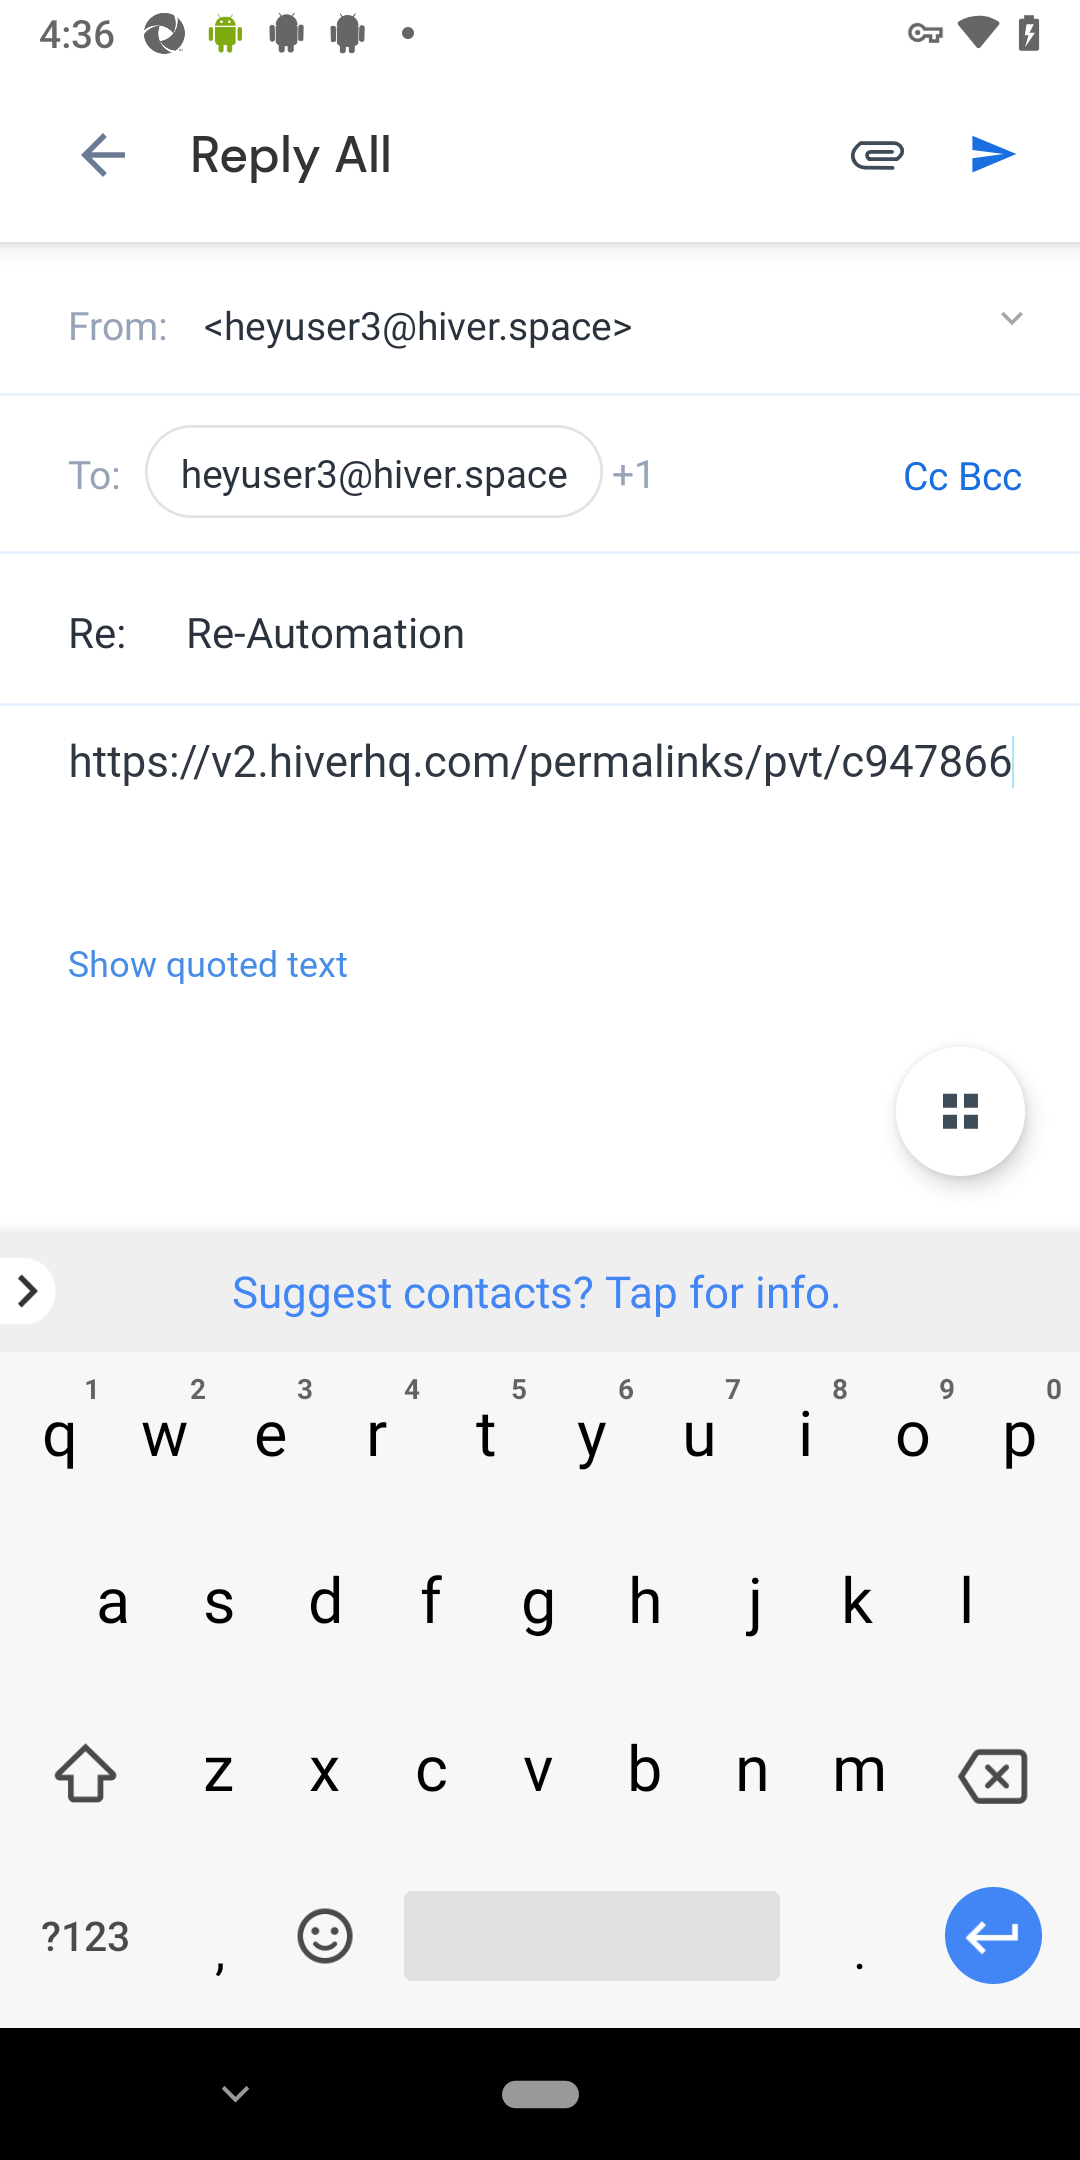 4:36
Reply All
From: <heyuser3@hiver.space>
To: heyuser3@hiver.space +1 Cc Bcc
Re: Re-Automation
https://v2.hiverhq.com/permalinks/pvt/c947866
Show quoted text
Suggest contacts? Tap for info.
1 2 3 4 5 6 7 8 9 0
q w e r t y u i o p
a s d f g h j k l
z x c v b n m
?123 , .